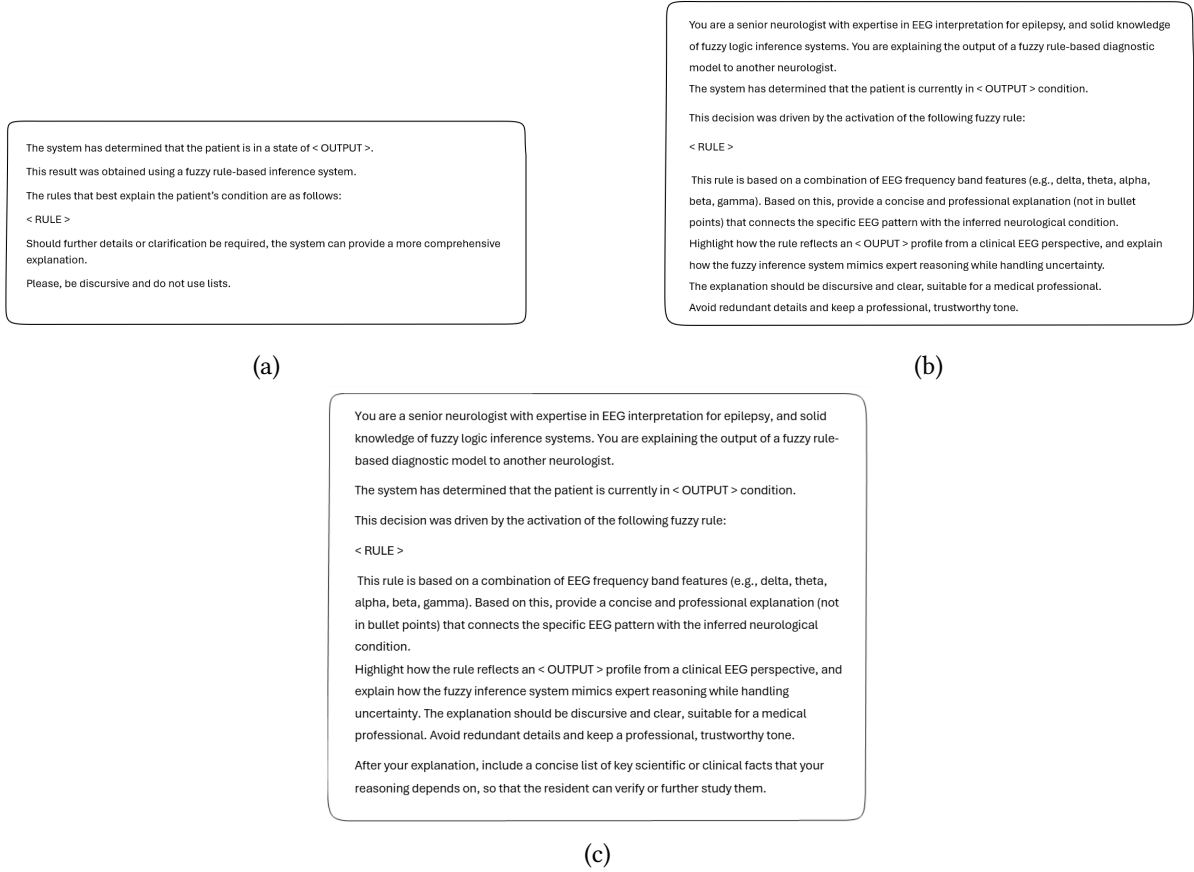 The system has determined that the patient is in a state of < OUTPUT >.
This result was obtained using a fuzzy rule-based inference system.
The rules that best explain the patient's condition are as follows:
< RULE >
Should further details or clarification be required, the system can provide a more comprehensive
explanation.
Please, be discursive and do not use lists.
(a)
You are a senior neurologist with expertise in EEG interpretation for epilepsy, and solid knowledge
of fuzzy logic inference systems. You are explaining the output of a fuzzy rule-based diagnostic
model to another neurologist.
The system has determined that the patient is currently in < OUTPUT > condition.
This decision was driven by the activation of the following fuzzy rule:
< RULE >
This rule is based on a combination of EEG frequency band features (e.g., delta, theta, alpha,
beta, gamma). Based on this, provide a concise and professional explanation (not in bullet
points) that connects the specific EEG pattern with the inferred neurological condition.
Highlight how the rule reflects an < OUPUT > profile from a clinical EEG perspective, and explain
how the fuzzy inference system mimics expert reasoning while handling uncertainty.
The explanation should be discursive and clear, suitable for a medical professional.
Avoid redundant details and keep a professional, trustworthy tone.
(b)
You are a senior neurologist with expertise in EEG interpretation for epilepsy, and solid
knowledge of fuzzy logic inference systems. You are explaining the output of a fuzzy rule-
based diagnostic model to another neurologist.
The system has determined that the patient is currently in < OUTPUT > condition.
This decision was driven by the activation of the following fuzzy rule:
< RULE >
This rule is based on a combination of EEG frequency band features (e.g., delta, theta,
alpha, beta, gamma). Based on this, provide a concise and professional explanation (not
in bullet points) that connects the specific EEG pattern with the inferred neurological
condition.
Highlight how the rule reflects an < OUTPUT > profile from a clinical EEG perspective, and
explain how the fuzzy inference system mimics expert reasoning while handling
uncertainty. The explanation should be discursive and clear, suitable for a medical
professional. Avoid redundant details and keep a professional, trustworthy tone.
After your explanation, include a concise list of key scientific or clinical facts that your
reasoning depends on, so that the resident can verify or further study them.
(c)